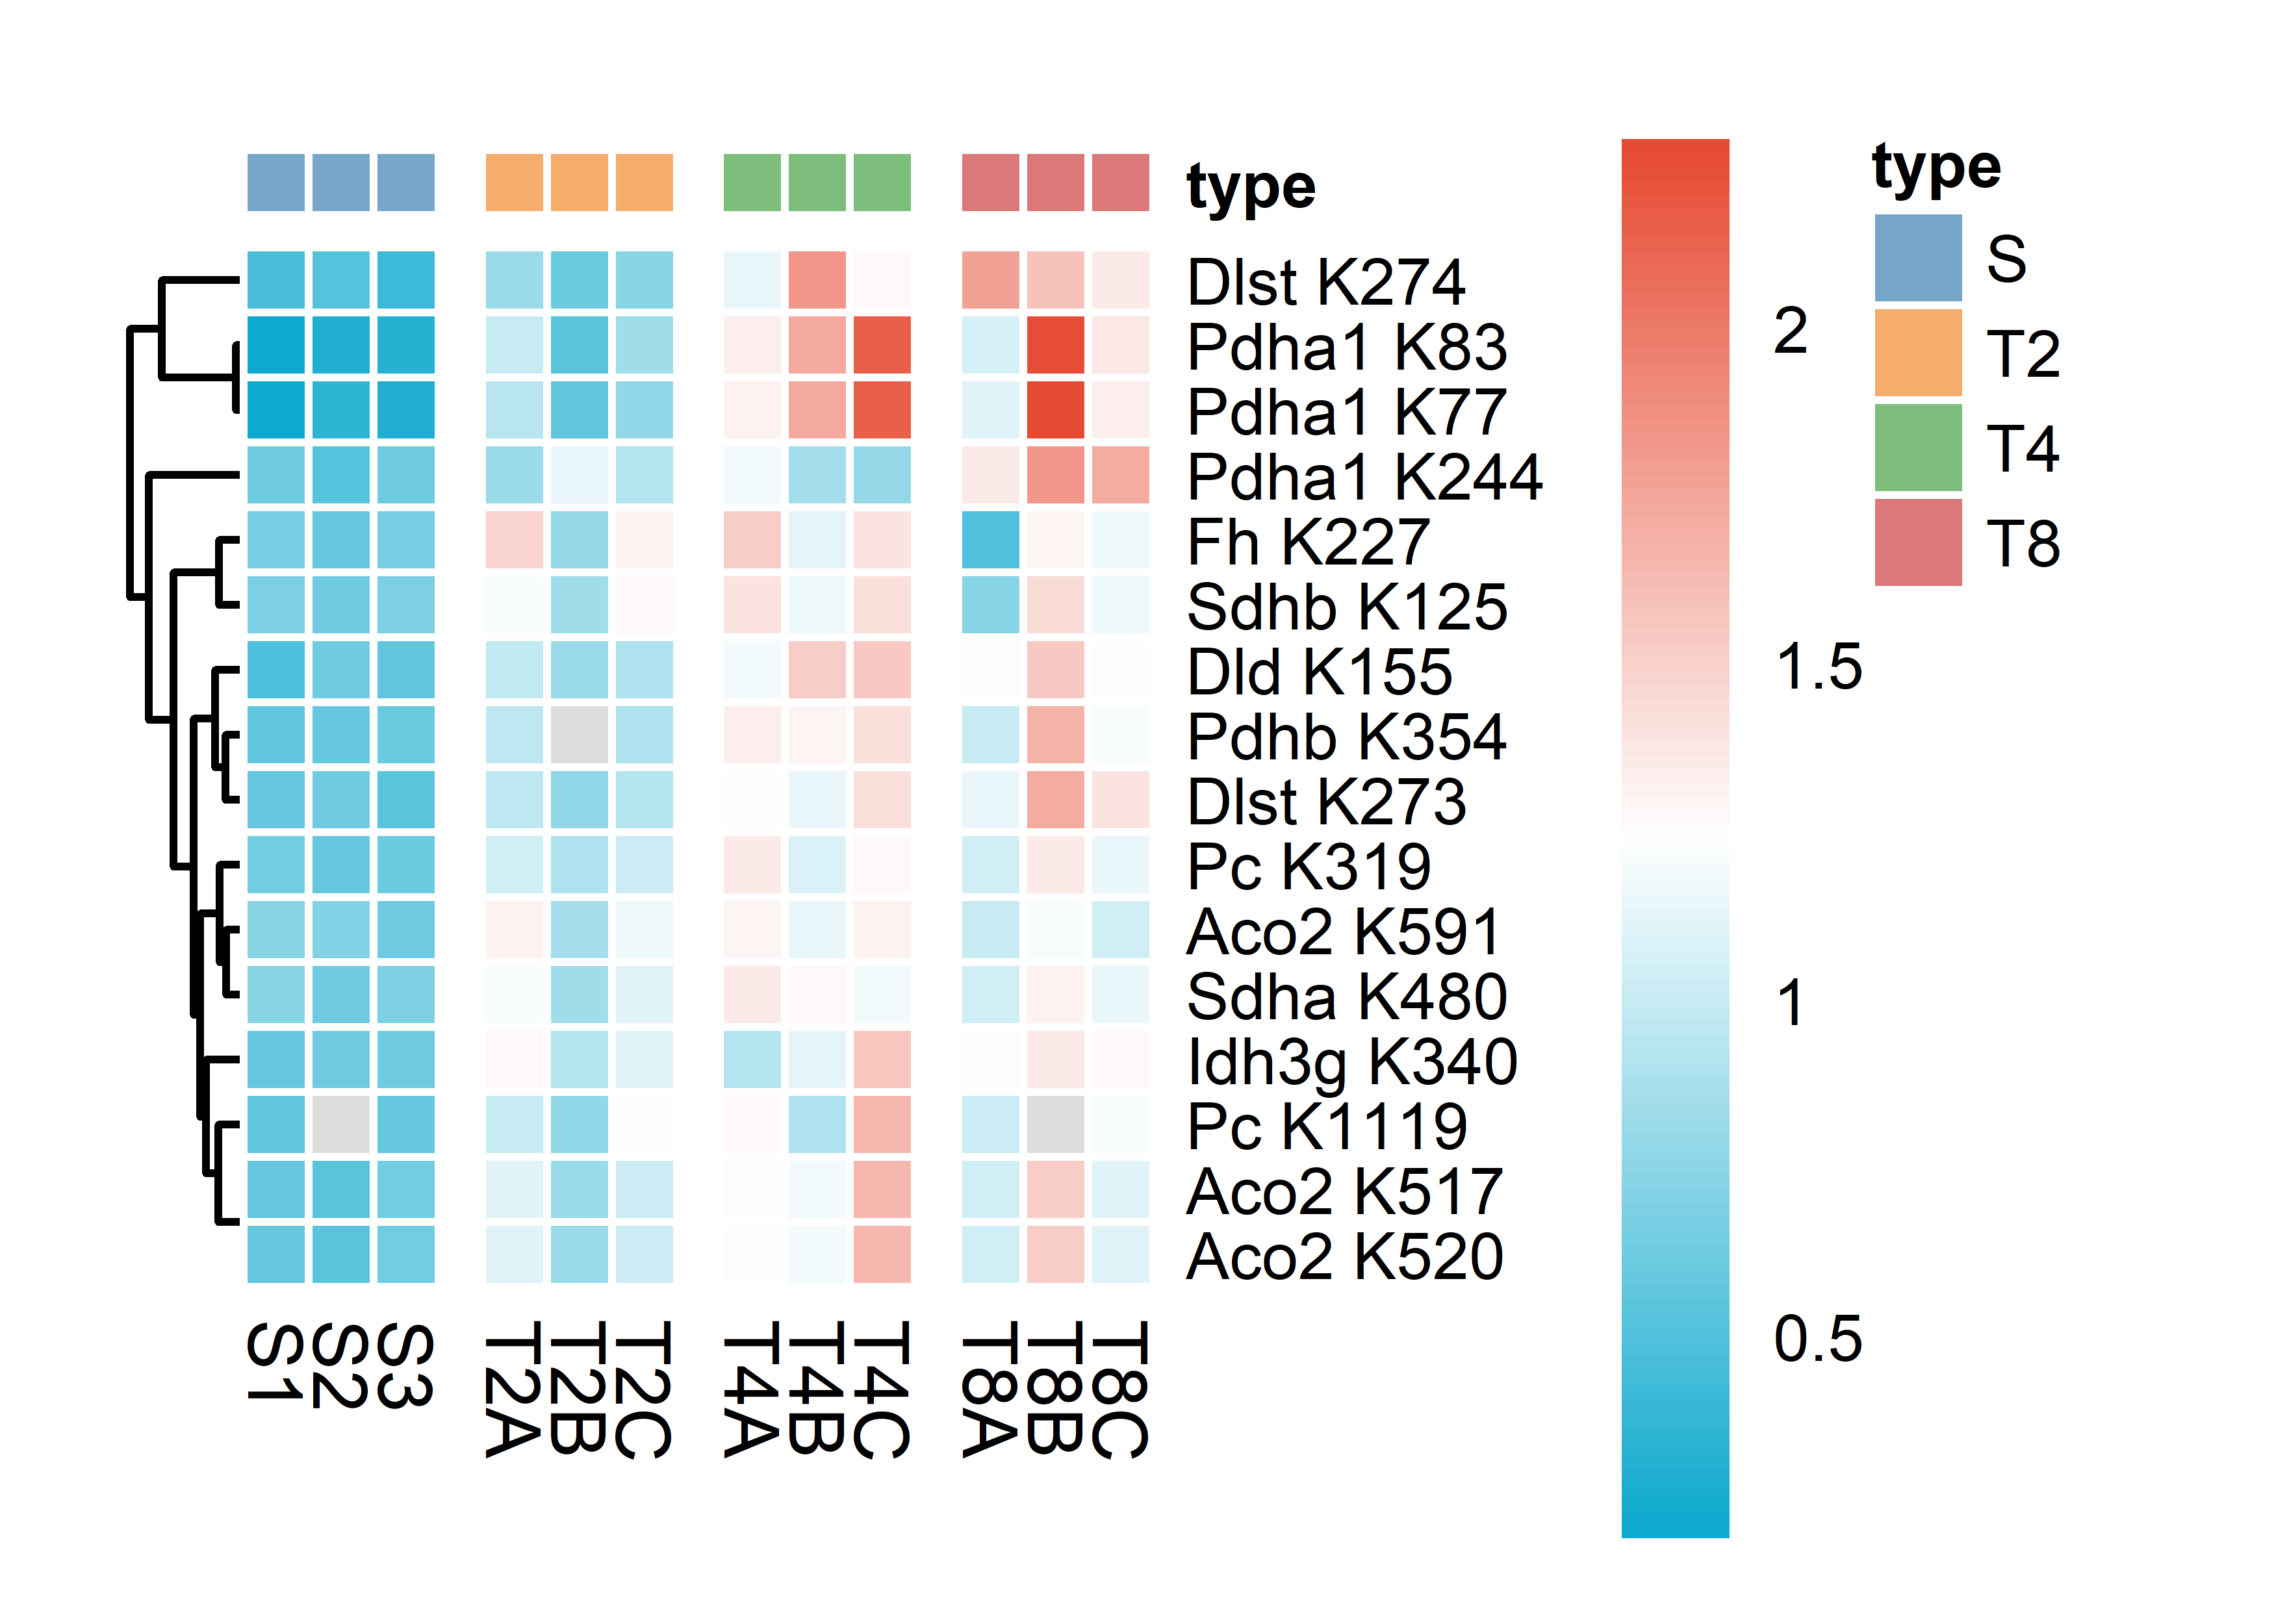 type
Dlst K274
Pdha1 K83
Pdha1 K77
Pdha1 K244
Fh K227
Sdhb K125
Dld K155
Pdhb K354
Dlst K273
Pc K319
Aco2 K591
Sdha K480
Idh3g K340
Pc K1119
Aco2 K517
Aco2 K520
S1
S2
S3
T2A
T2B
T2C
T4A
T4B
T4C
T8A
T8B
T8C
2
1.5
1
0.5
type
S
T2
T4
T8